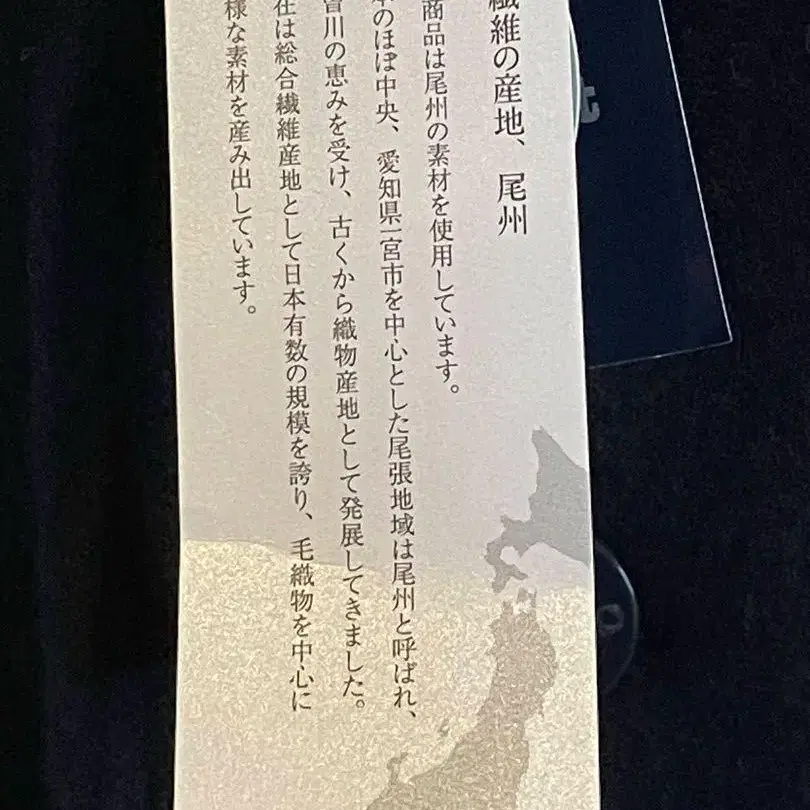 繊維の産地、尾州
商品は尾州の素材を使用しています。
のほぼ中央、愛知県一宮市を中心とした尾張地域は尾州と呼ばれ、
川の恵みを受け、古くから織物産地として発展してきました。
在は総合繊維産地として日本有数の規模を誇り、毛織物を中心に
様な素材を産み出しています。
t